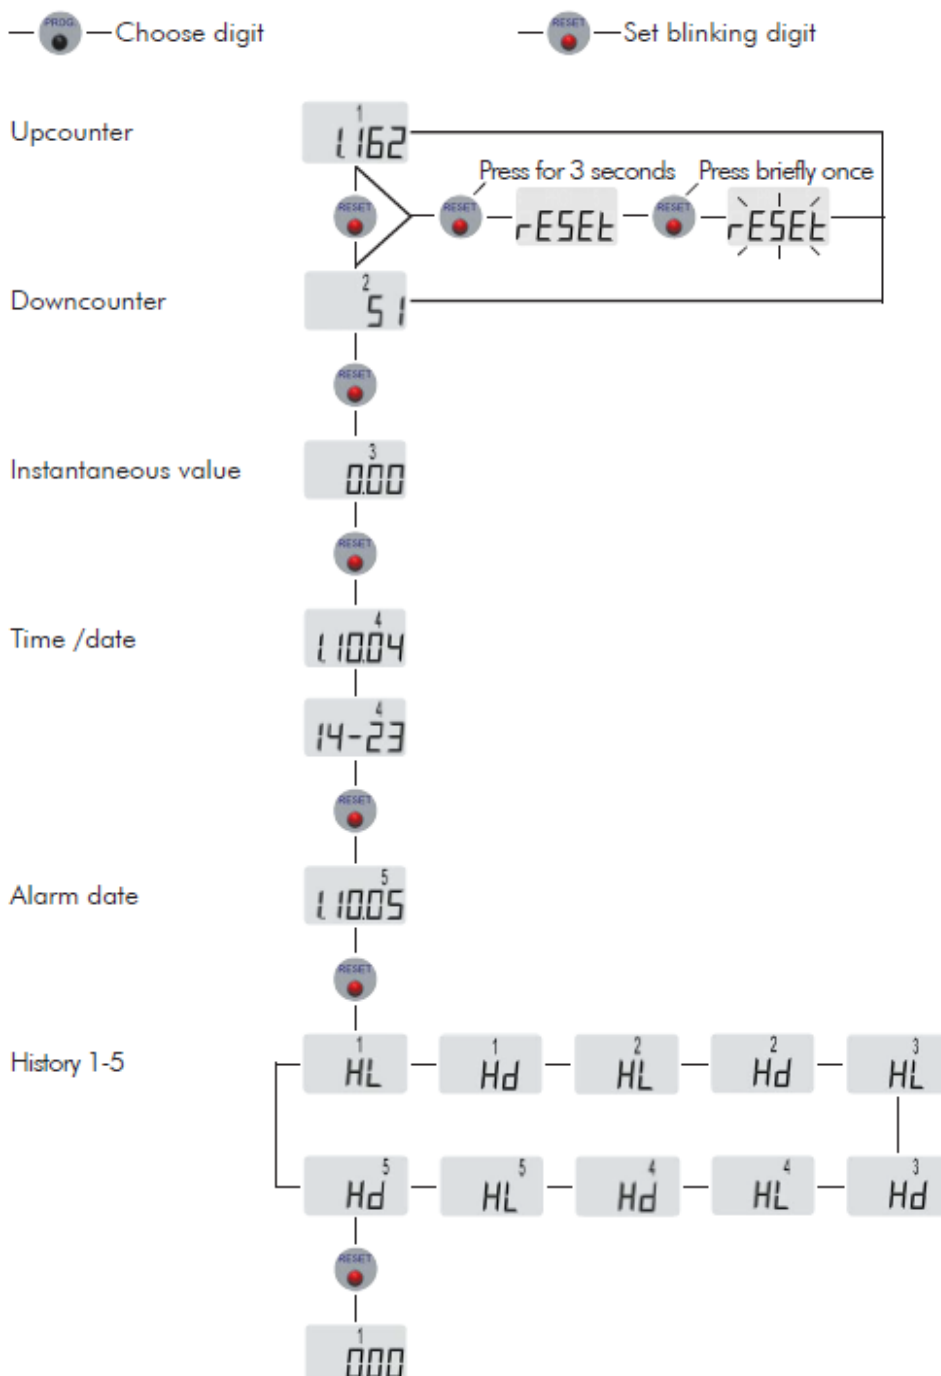 PROG. Choose digit RESET Set blinking digit
1
Upcounter 1.162
Press for 3 seconds Press briefly once
RESET RESET rESEt RESET rESEt
2
Downcounter 51
RESET
3
Instantaneous value 0.00
RESET
4
Time /date 1.10.04
4
14-23
RESET
5
Alarm date 1.10.05
RESET
1 1 2 2 3
History 1-5 HL Hd HL Hd HL
5 5 4 4 3
Hd HL Hd HL Hd
RESET
1
000